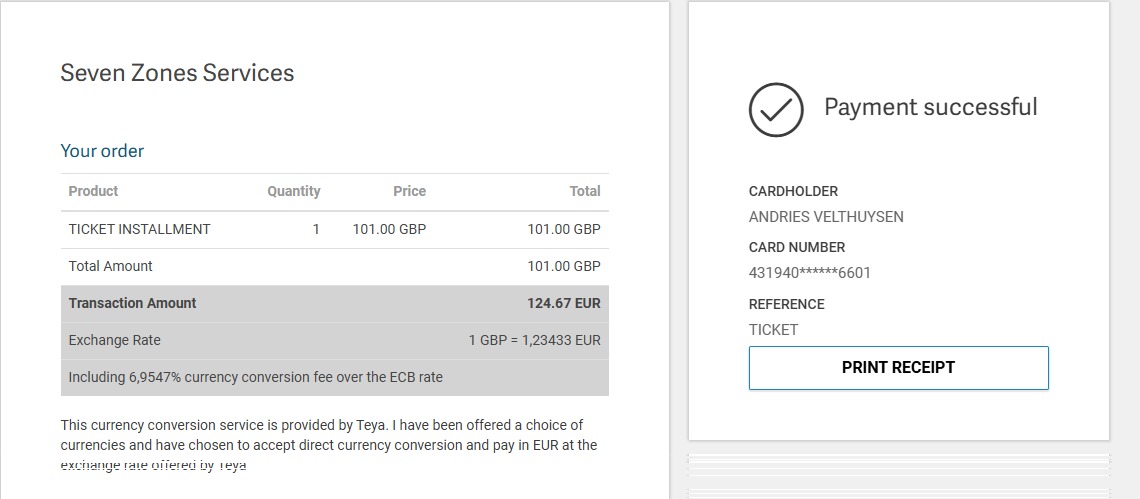 Seven Zones Services
Your order
Product Quantity Price Total
TICKET INSTALLMENT 1 101.00 GBP 101.00 GBP
Total Amount 101.00 GBP
Transaction Amount 124.67 EUR
Exchange Rate 1 GBP = 1,23433 EUR
Including 6,9547% currency conversion fee over the ECB rate
This currency conversion service is provided by Teya. I have been offered a choice of
currencies and have chosen to accept direct currency conversion and pay in EUR at the
exchange rate offered by Teya
Payment successful
CARDHOLDER
ANDRIES VELTHUYSEN
CARD NUMBER
431940******6601
REFERENCE
TICKET
PRINT RECEIPT